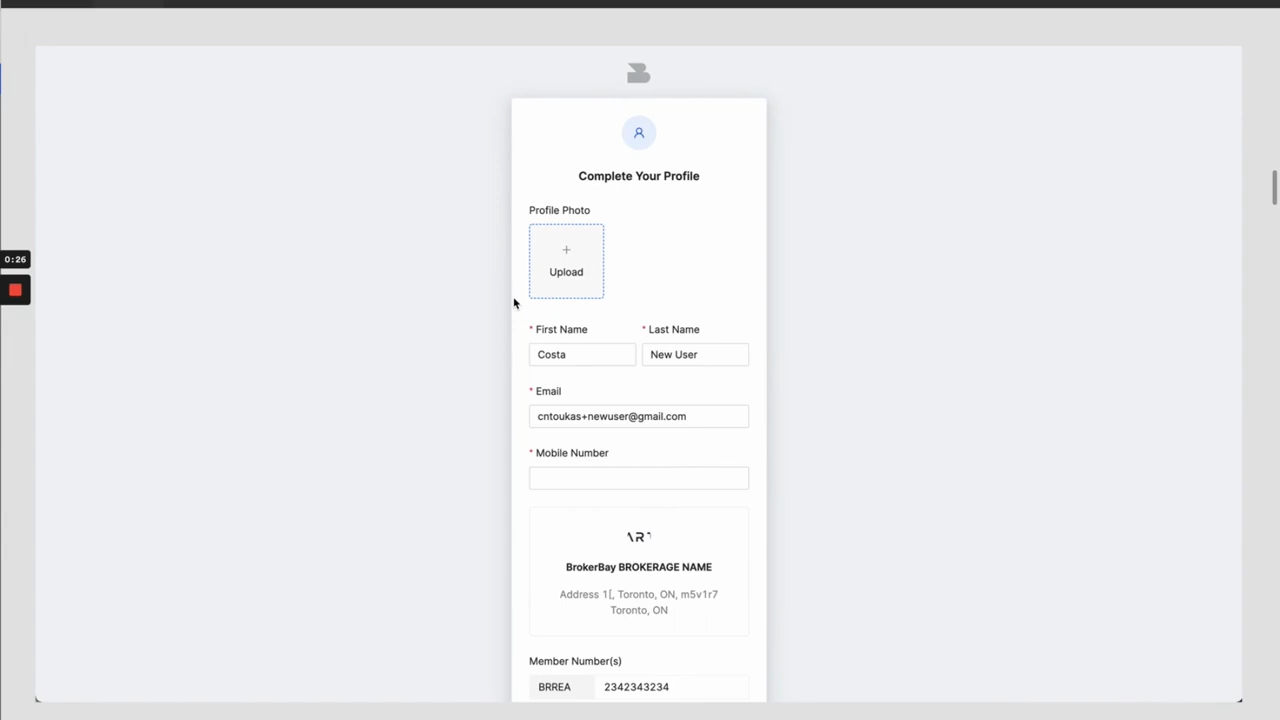 Complete Your Profile
Profile Photo
+
Upload
* First Name
* Last Name
Costa
New User
* Email
cntoukas+newuser@gmail.com
* Mobile Number
BrokerBay BROKERAGE NAME
Address 1[, Toronto, ON, m5v1r7
Toronto, ON
Member Number(s)
BRREA 2342343234
0:26